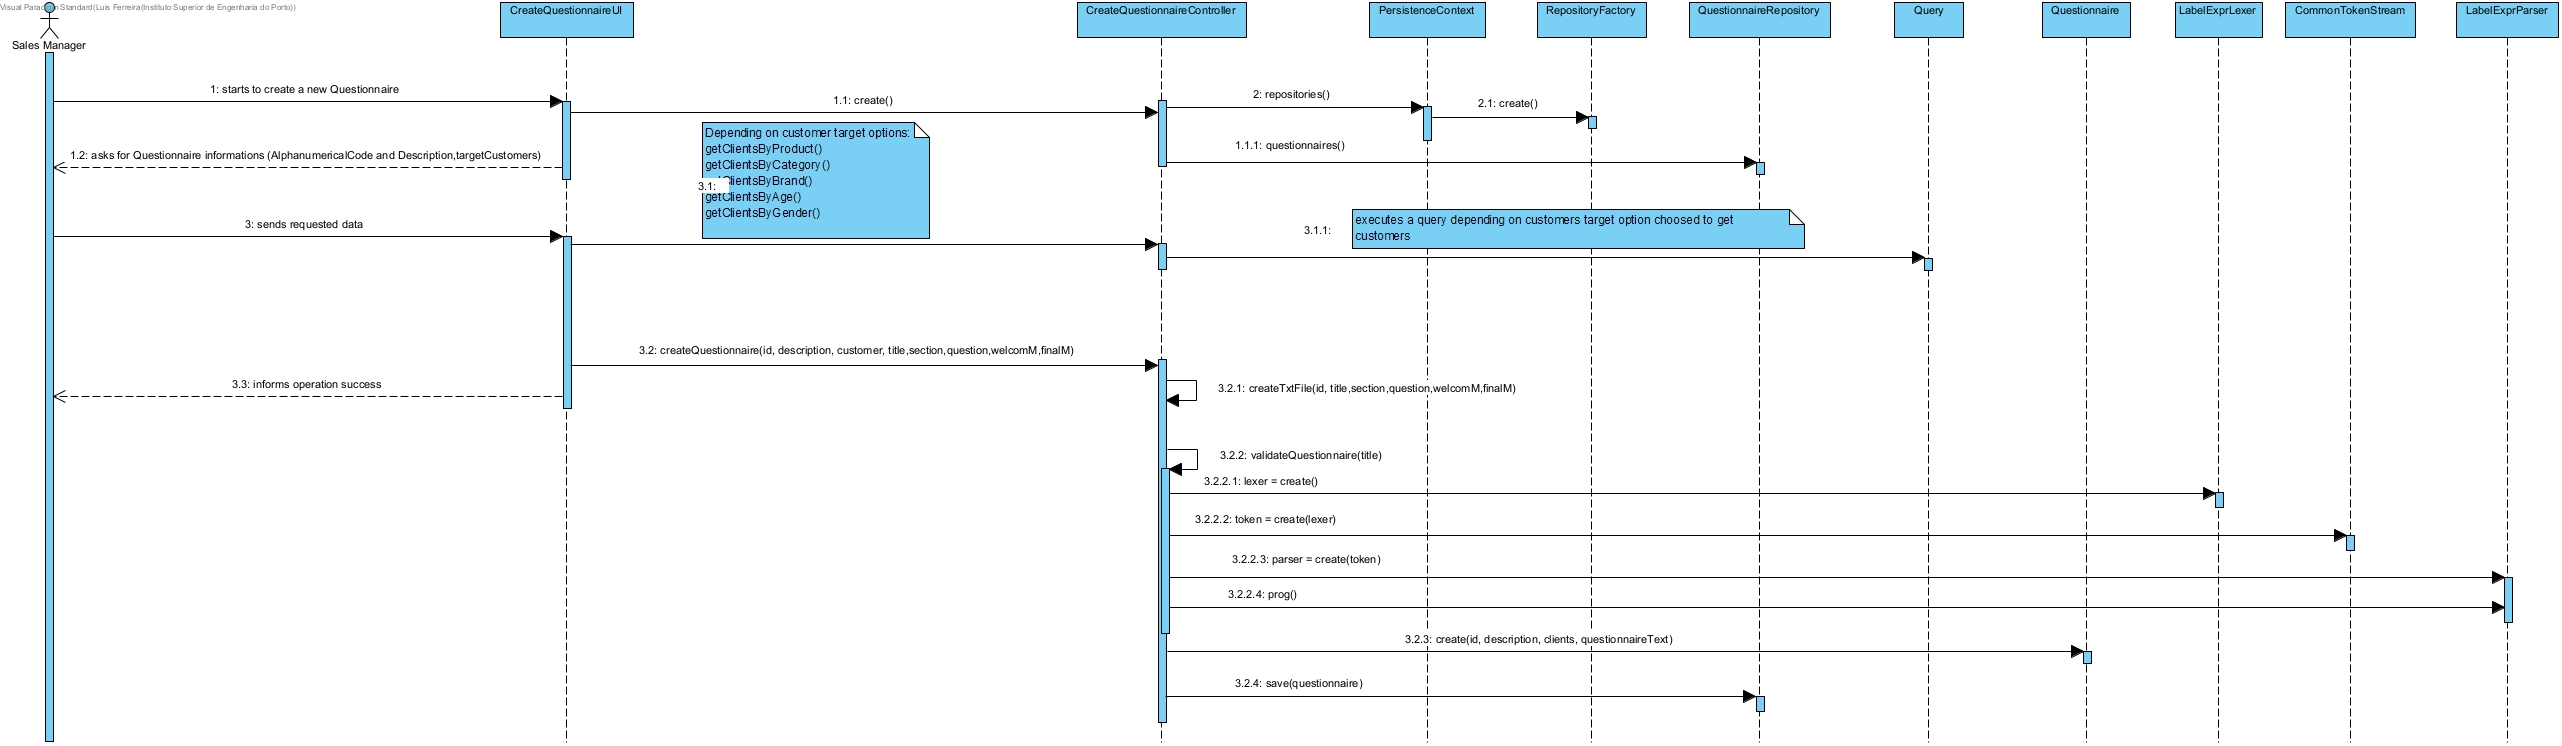 Visual Paradigm Standard(Luis Ferreira(Instituto Superior de Engenharia do Porto))
Sales Manager
CreateQuestionnaireUI
CreateQuestionnaireController
PersistenceContext
RepositoryFactory
QuestionnaireRepository
Query
Questionnaire
LabelExprLexer
CommonTokenStream
LabelExprParser
1: starts to create a new Questionnaire
1.1: create()
2: repositories()
2.1: create()
1.1.1: questionnaires()
1.2: asks for Questionnaire informations (AlphanumericalCode and Description,targetCustomers)
Depending on customer target options:
getClientsByProduct()
getClientsByCategory()
getClientsByBrand()
3.1:
getClientsByAge()
getClientsByGender()
3: sends requested data
executes a query depending on customers target option choosed to get
customers
3.1.1:
3.2: createQuestionnaire(id, description, customer, title,section,question,welcomM,finalM)
3.3: informs operation success
3.2.1: createTxtFile(id, title,section,question,welcomM,finalM)
3.2.2: validateQuestionnaire(title)
3.2.2.1: lexer = create()
3.2.2.2: token = create(lexer)
3.2.2.3: parser = create(token)
3.2.2.4: prog()
3.2.3: create(id, description, clients, questionnaireText)
3.2.4: save(questionnaire)